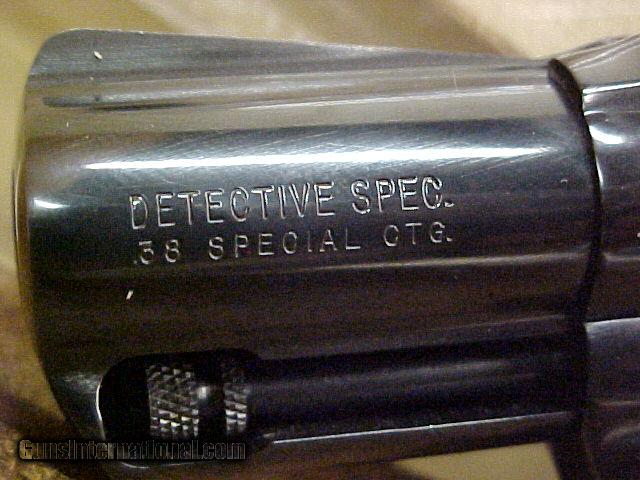 DETECTIVE SPEC.
.38 SPECIAL CTG.
GunsInternational.com